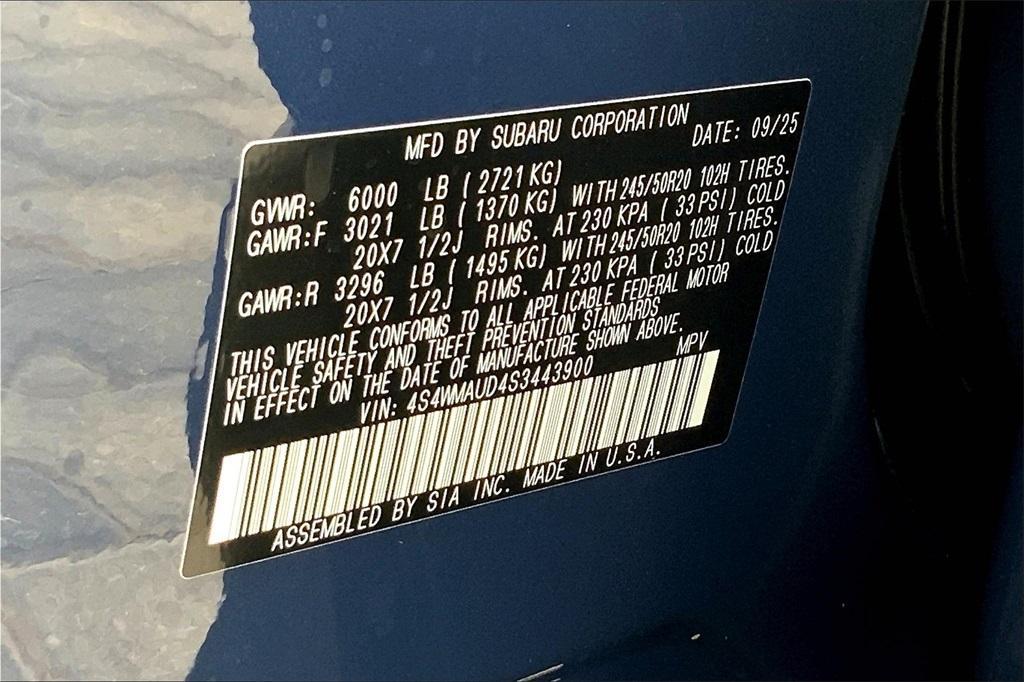 MFD BY SUBARU CORPORATION
DATE: 09/25
GVWR: 6000 LB ( 2721 KG)
GAWR:F 3021 LB ( 1370 KG) WITH 245/50R20 102H TIRES.
20X7 1/2J RIMS. AT 230 KPA ( 33 PSI) COLD
GAWR:R 3296 LB ( 1495 KG) WITH 245/50R20 102H TIRES.
20X7 1/2J RIMS. AT 230 KPA ( 33 PSI) COLD
THIS VEHICLE CONFORMS TO ALL APPLICABLE FEDERAL MOTOR
VEHICLE SAFETY AND THEFT PREVENTION STANDARDS
IN EFFECT ON THE DATE OF MANUFACTURE SHOWN ABOVE.
VIN: 4S4WMAUD4S3443900 MPV
ASSEMBLED BY SIA INC. MADE IN U.S.A.